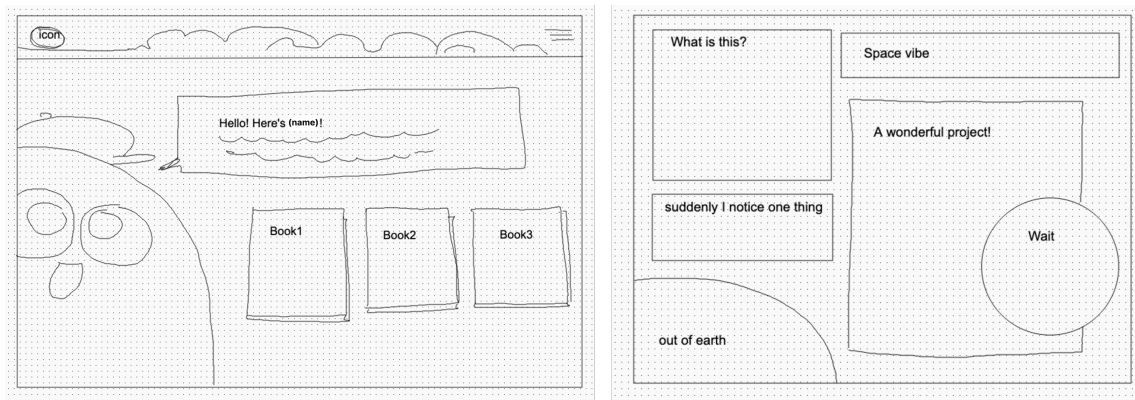 icon
Hello! Here's (name)!
Book1
Book2
Book3
What is this?
Space vibe
A wonderful project!
suddenly I notice one thing
Wait
out of earth